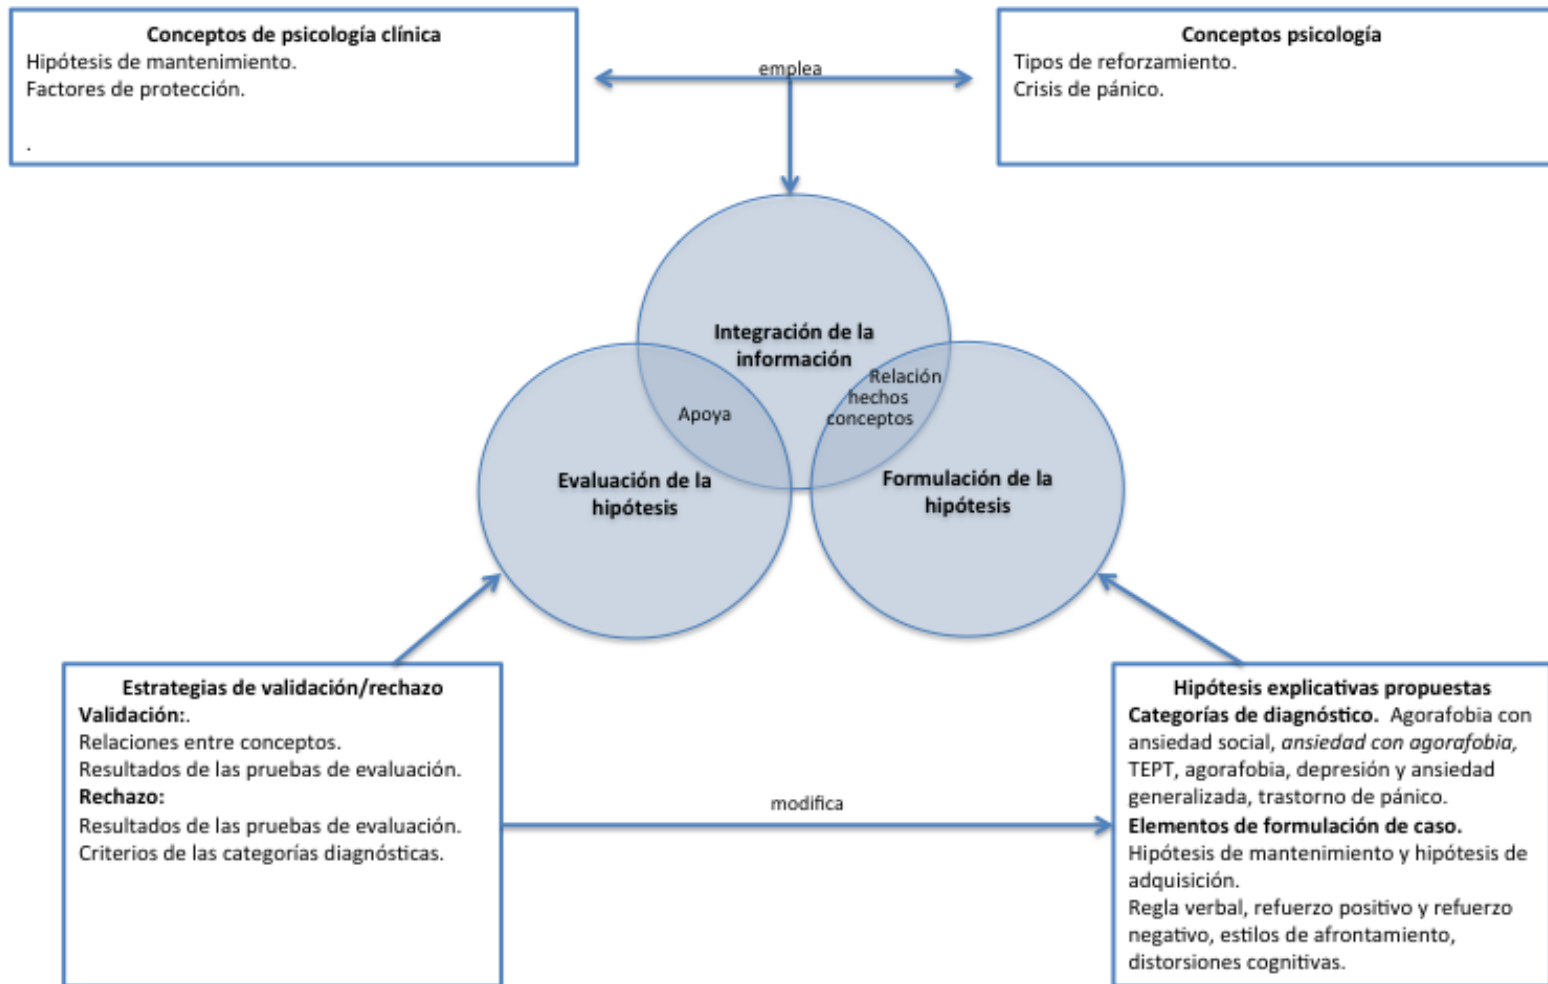 Conceptos de psicología clínica
Hipótesis de mantenimiento.
Factores de protección.
.
emplea
Conceptos psicología
Tipos de reforzamiento.
Crisis de pánico.
Integración de la
información
Relación
hechos
conceptos
Apoya
Evaluación de la
hipótesis
Formulación de la
hipótesis
Estrategias de validación/rechazo
Validación:.
Relaciones entre conceptos.
Resultados de las pruebas de evaluación.
Rechazo:
Resultados de las pruebas de evaluación.
Criterios de las categorías diagnósticas.
modifica
Hipótesis explicativas propuestas
Categorías de diagnóstico. Agorafobia con
ansiedad social, ansiedad con agorafobia,
TEPT, agorafobia, depresión y ansiedad
generalizada, trastorno de pánico.
Elementos de formulación de caso.
Hipótesis de mantenimiento y hipótesis de
adquisición.
Regla verbal, refuerzo positivo y refuerzo
negativo, estilos de afrontamiento,
distorsiones cognitivas.